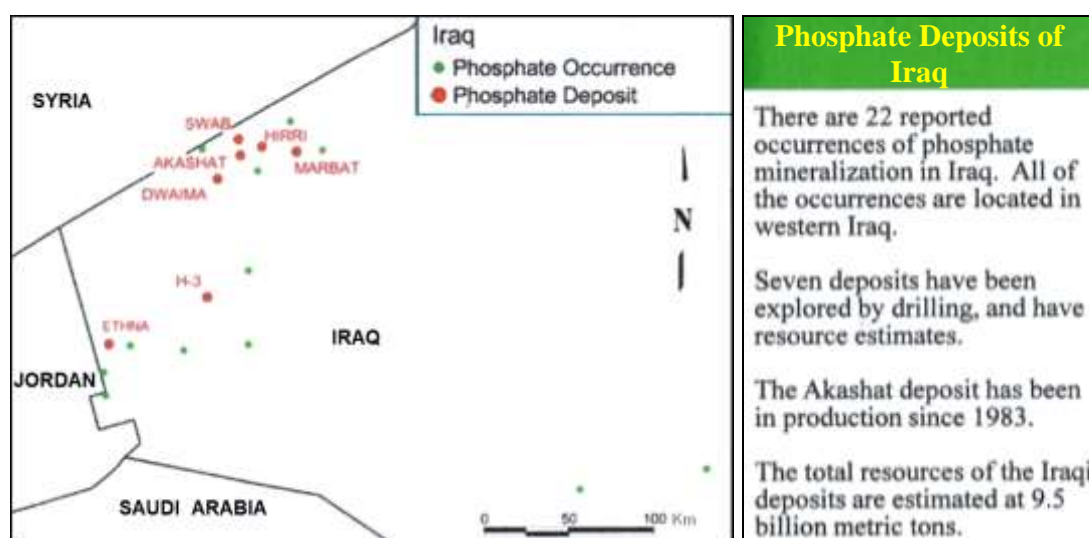 Iraq
Phosphate Occurrence
Phosphate Deposit
SYRIA
SWAB
HIRRI
AKASHAT
MARBAT
DWAIMA
N
H-3
ETHNA
IRAQ
JORDAN
SAUDI ARABIA
0 50 100 Km
Phosphate Deposits of
Iraq
There are 22 reported
occurrences of phosphate
mineralization in Iraq. All of
the occurrences are located in
western Iraq.
Seven deposits have been
explored by drilling, and have
resource estimates.
The Akashat deposit has been
in production since 1983.
The total resources of the Iraqi
deposits are estimated at 9.5
billion metric tons.